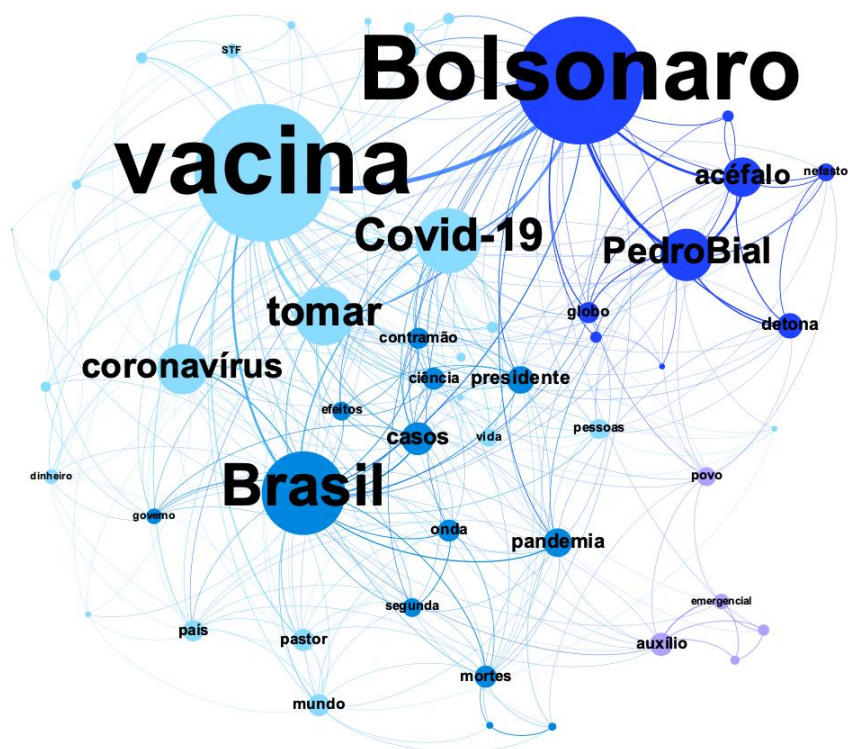 STF
Bolsonaro
vacina
acéfalo
nefasto
Covid-19
PedroBial
tomar
globo
detona
contramão
coronavírus
ciência
presidente
efeitos
casos
vida
pessoas
dinheiro
Brasil
povo
governo
onda
pandemia
segunda
emergencial
país
pastor
auxílio
mortes
mundo